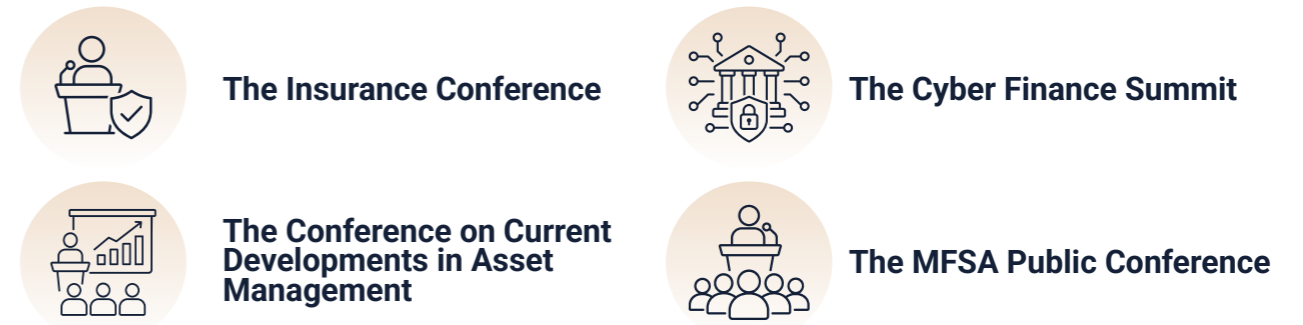 The Insurance Conference
The Cyber Finance Summit
The Conference on Current
Developments in Asset
Management
The MFSA Public Conference